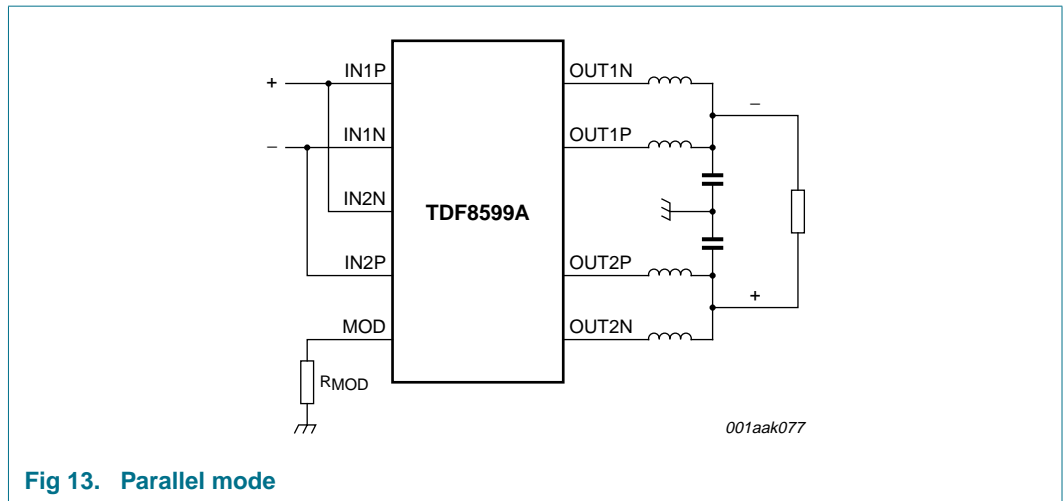 IN1P
OUT1N
+
−
IN1N
OUT1P
−
IN2N
TDF8599A
IN2P
OUT2P
+
MOD
OUT2N
RMOD
001aak077
Fig 13. Parallel mode